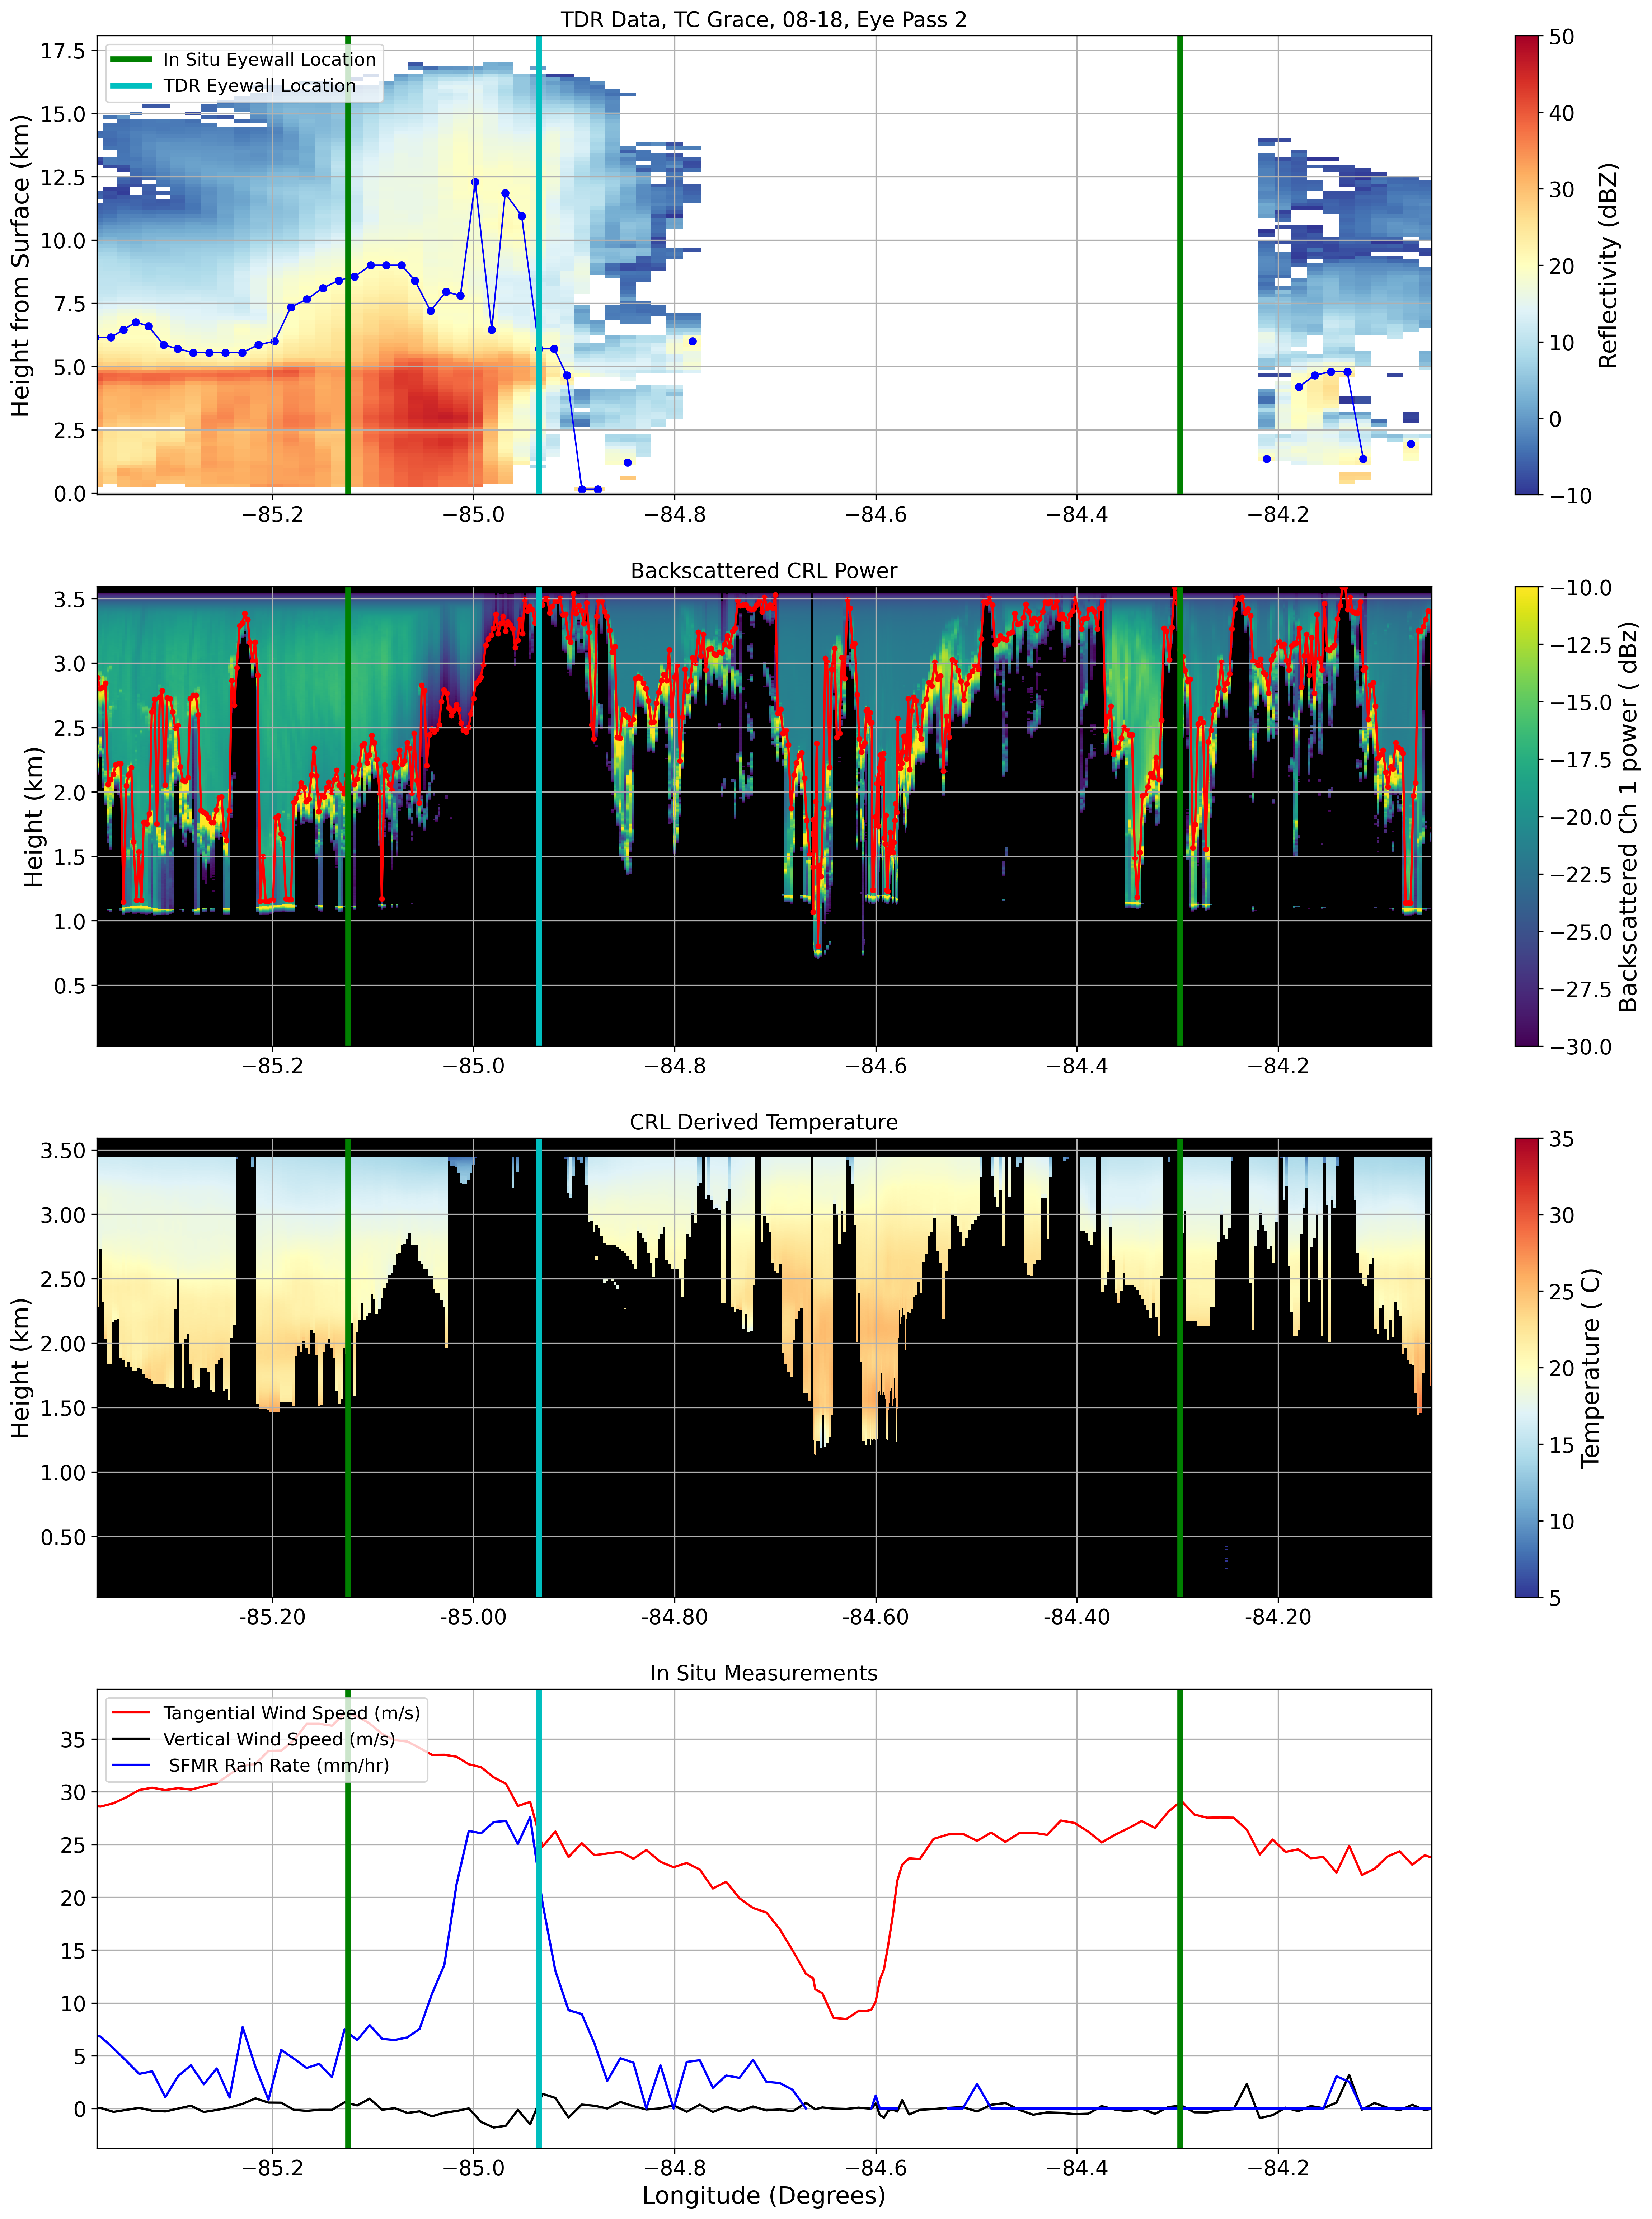 TDR Data, TC Grace, 08-18, Eye Pass 2
In Situ Eyewall Location
TDR Eyewall Location
Height from Surface (km)
17.5
15.0
12.5
10.0
7.5
5.0
2.5
0.0
−85.2 −85.0 −84.8 −84.6 −84.4 −84.2
50
40
30
20
10
0
−10
Reflectivity (dBZ)
Backscattered CRL Power
Height (km)
3.5
3.0
2.5
2.0
1.5
1.0
0.5
−85.2 −85.0 −84.8 −84.6 −84.4 −84.2
−10.0
−12.5
−15.0
−17.5
−20.0
−22.5
−25.0
−27.5
−30.0
Backscattered Ch 1 power ( dBz)
CRL Derived Temperature
Height (km)
3.50
3.00
2.50
2.00
1.50
1.00
0.50
-85.20 -85.00 -84.80 -84.60 -84.40 -84.20
35
30
25
20
15
10
5
Temperature ( C)
In Situ Measurements
Tangential Wind Speed (m/s)
Vertical Wind Speed (m/s)
SFMR Rain Rate (mm/hr)
35
30
25
20
15
10
5
0
−85.2 −85.0 −84.8 −84.6 −84.4 −84.2
Longitude (Degrees)